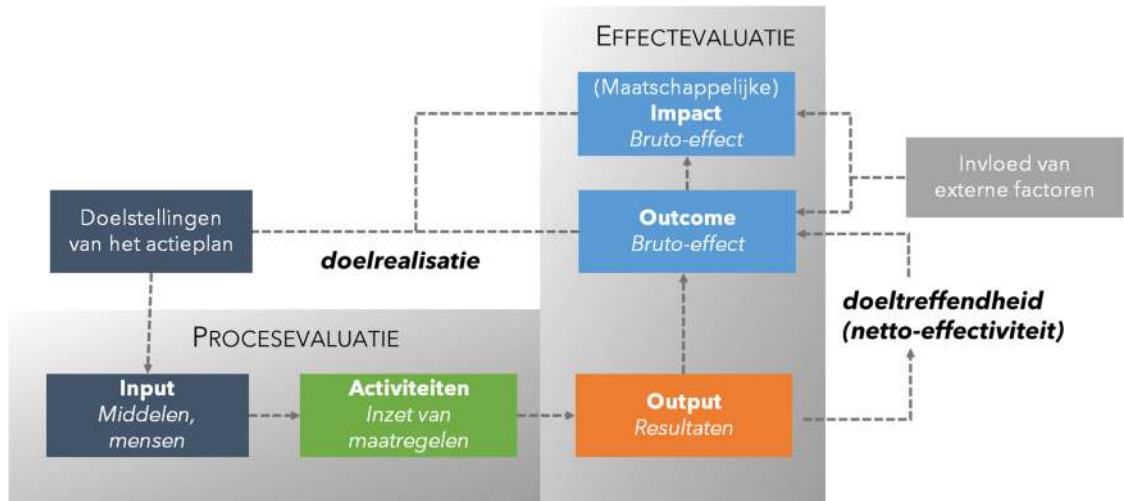 EFFECTEVALUATIE
(Maatschappelijke)
Impact
Bruto-effect
Invloed van
externe factoren
Doelstellingen
van het actieplan
Outcome
Bruto-effect
doelrealisatie
doeltreffendheid
(netto-effectiviteit)
PROCESEVALUATIE
Input
Middelen,
mensen
Activiteiten
Inzet van
maatregelen
Output
Resultaten